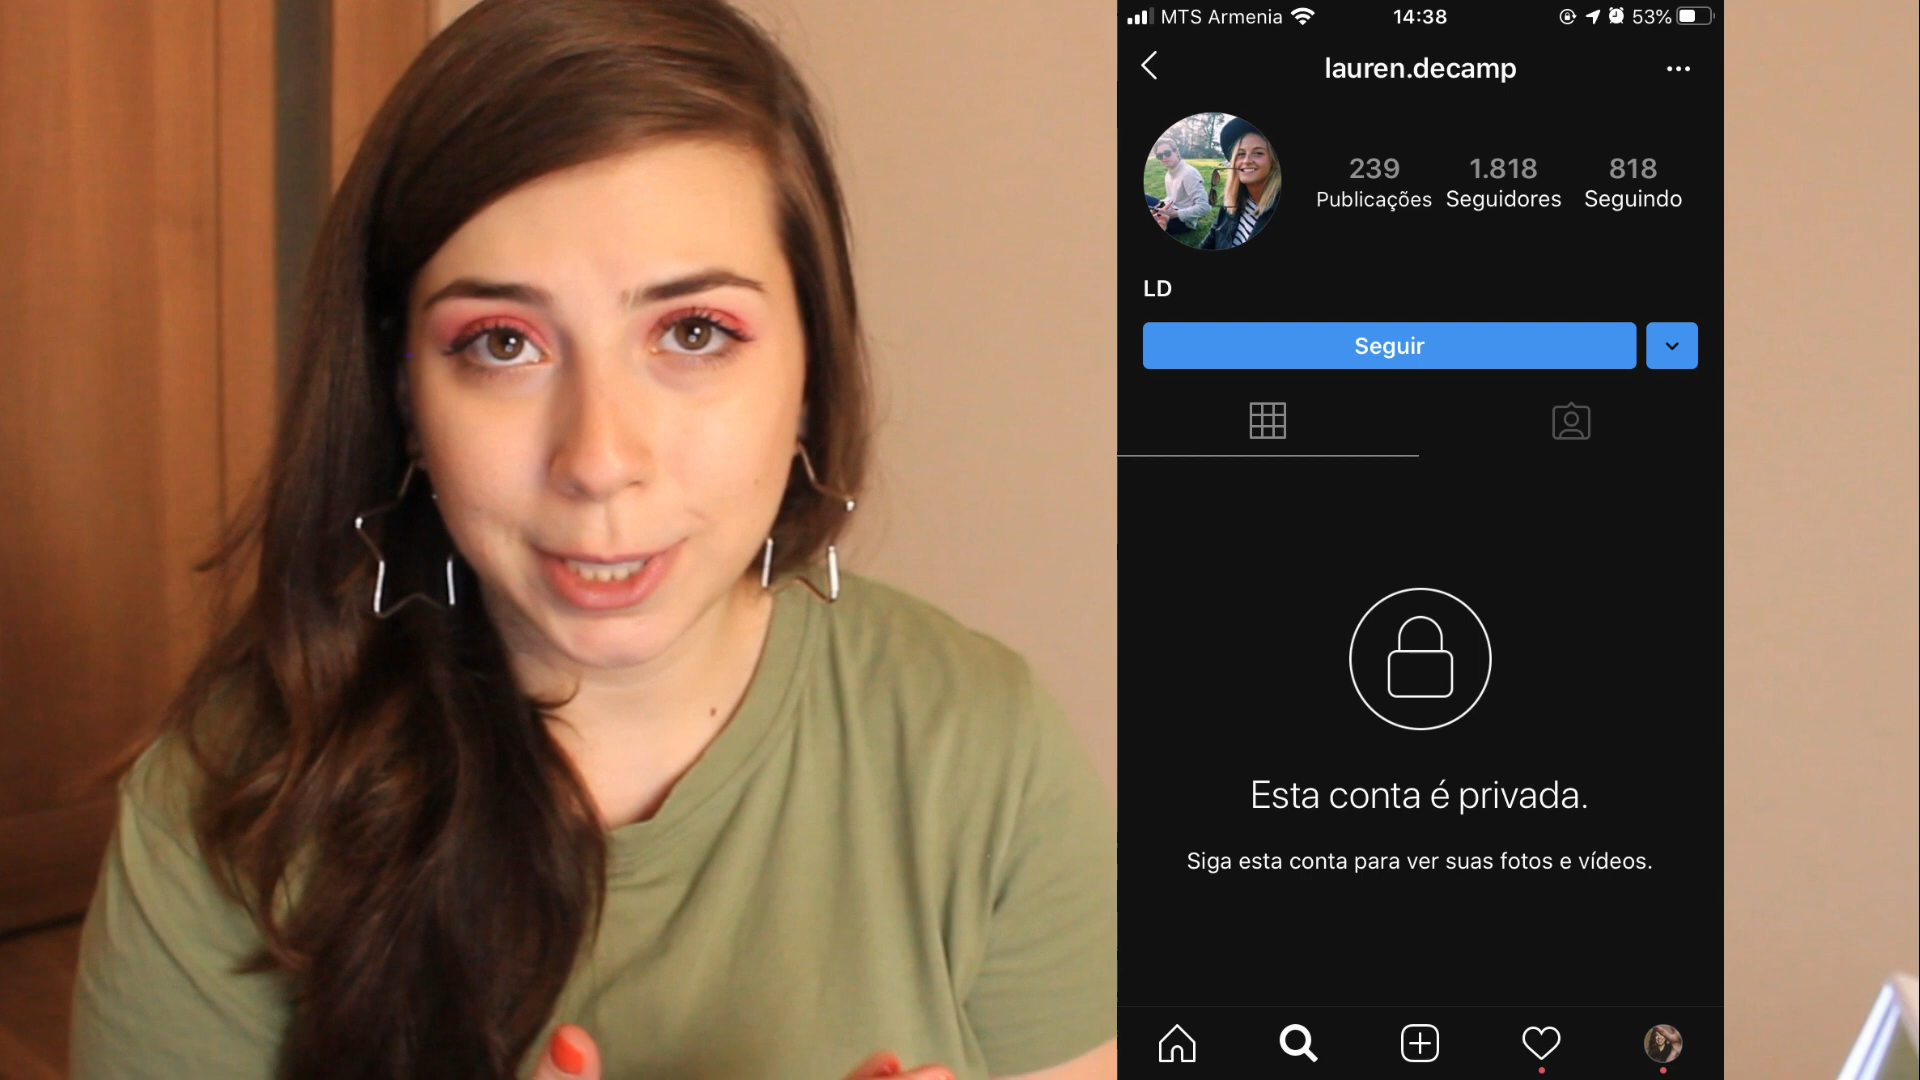 MTS Armenia 14:38 53%
lauren.decamp
239 1.818 818
Publicações Seguidores Seguindo
LD
Seguir
Esta conta é privada.
Siga esta conta para ver suas fotos e vídeos.